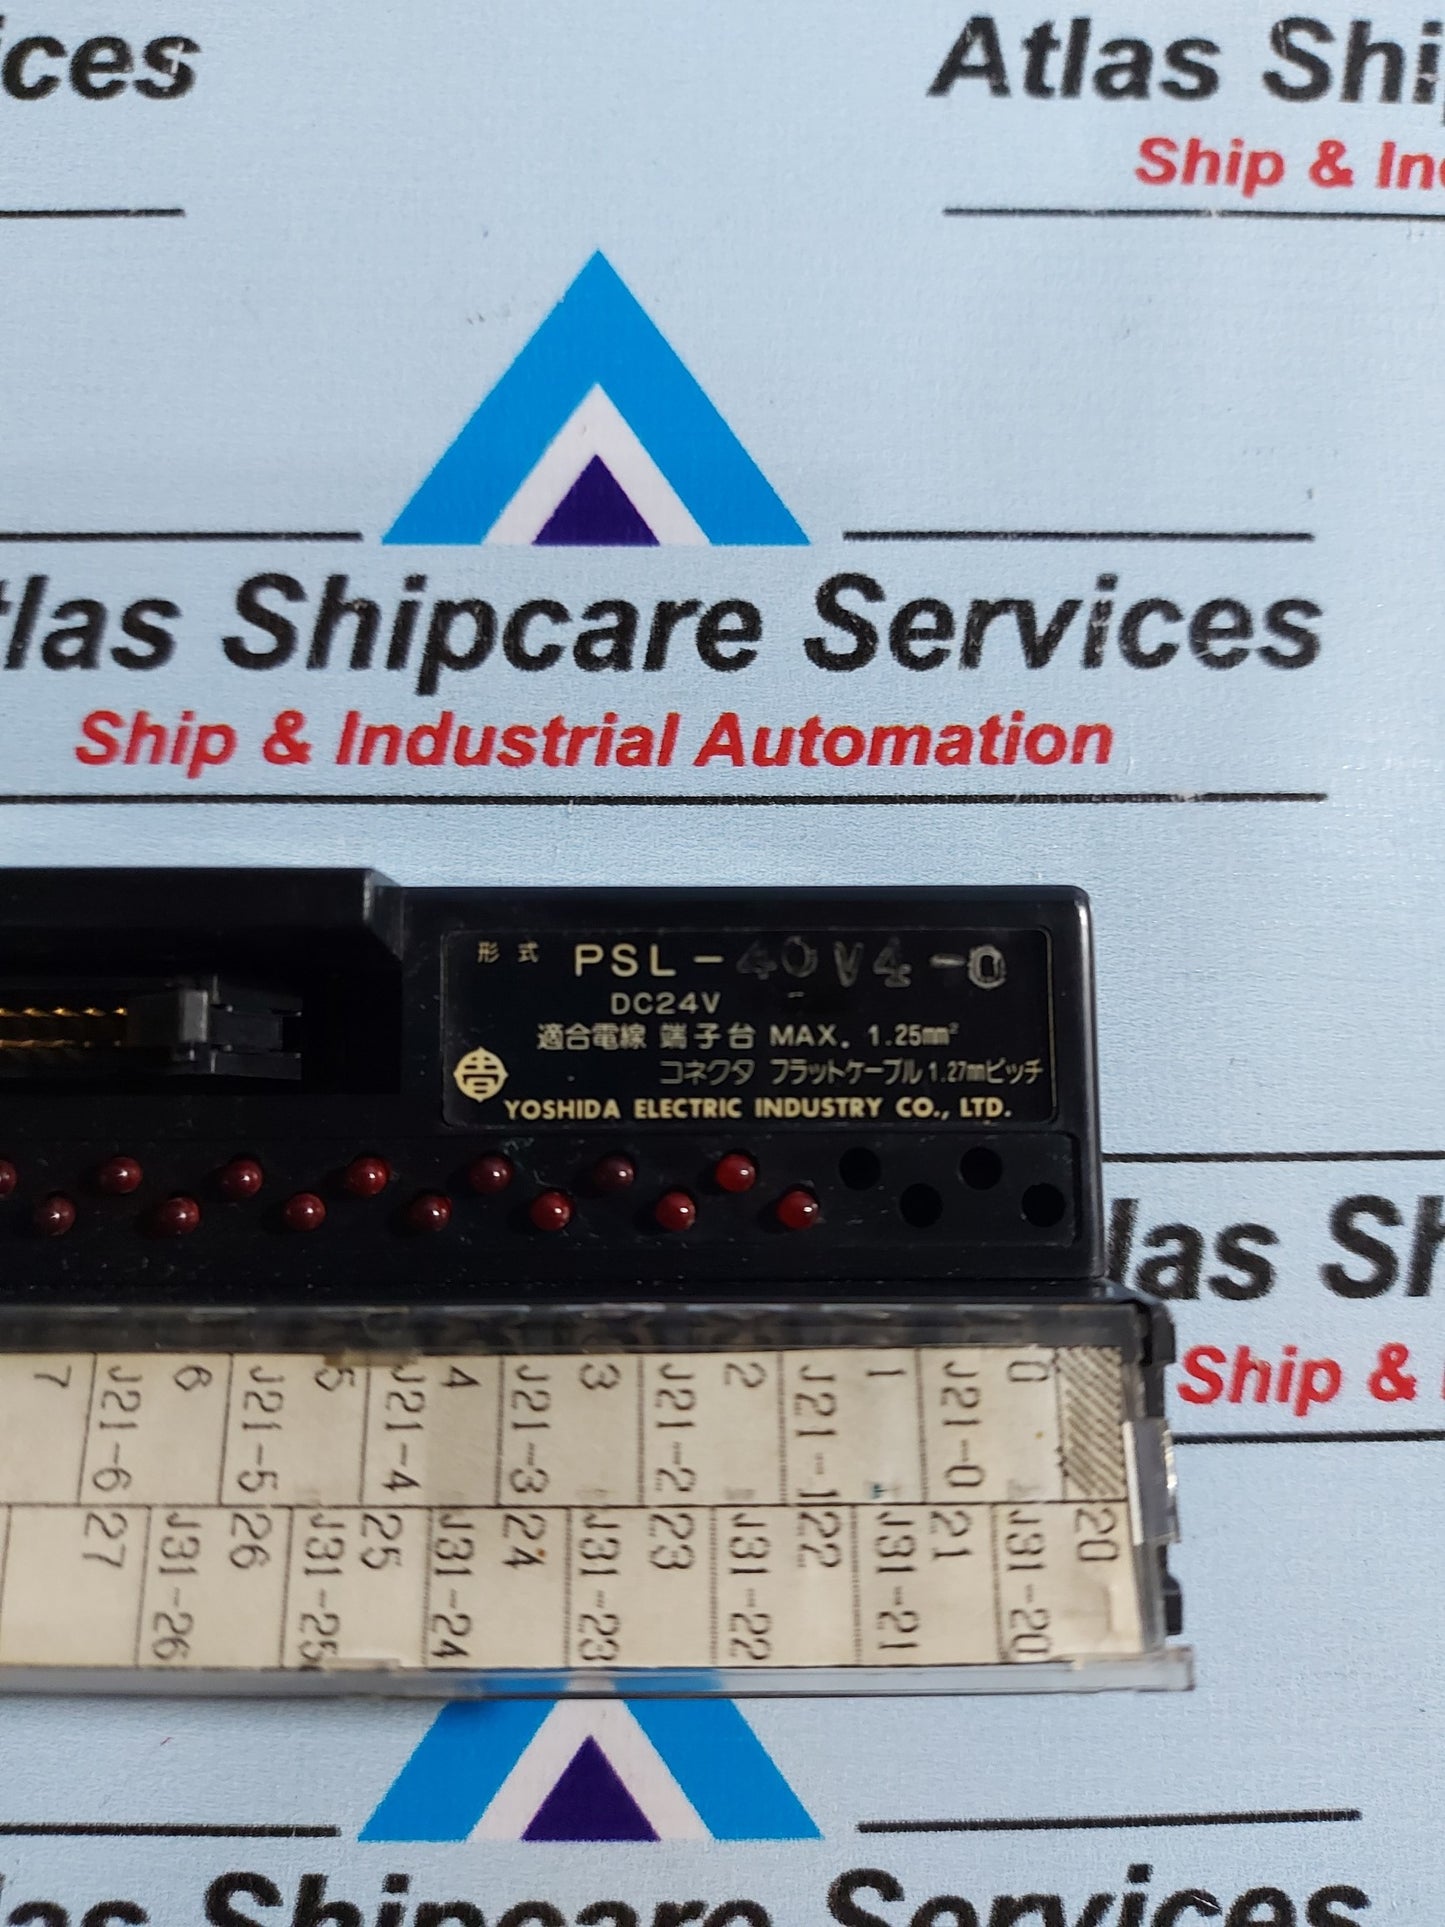 ices
Atlas Shi
Ship & Ind
tlas Shipcare Services
Ship & Industrial Automation
形式 PSL-40V4-0
DC24V
適合電線 端子台 MAX. 1.25mm²
コネクタ フラットケーブル1.27mmピッチ
YOSHIDA ELECTRIC INDUSTRY CO., LTD.
las Sh
Ship &
7 J21-6 6 J21-5 5 J21-4 4 J21-3 3 J21-2 2 J21-1 1 J21-0 0
27 J31-26 26 J31-25 25 J31-24 24 J31-23 23 J31-22 22 J31-21 21 J31-20 20
las Shipcare Services